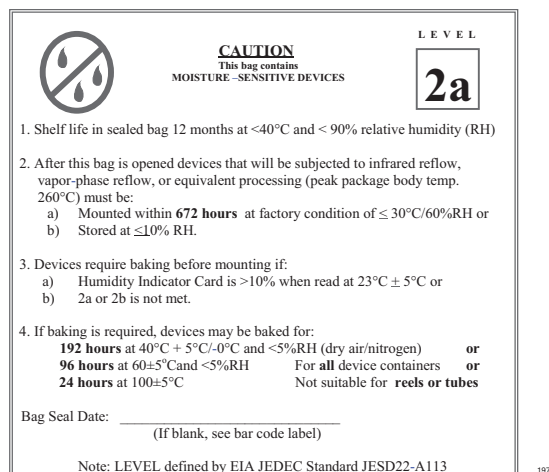 L E V E L
CAUTION
This bag contains
MOISTURE –SENSITIVE DEVICES
2a
1. Shelf life in sealed bag 12 months at <40°C and < 90% relative humidity (RH)
2. After this bag is opened devices that will be subjected to infrared reflow,
vapor-phase reflow, or equivalent processing (peak package body temp.
260°C) must be:
a) Mounted within 672 hours at factory condition of ≤ 30°C/60%RH or
b) Stored at ≤10% RH.
3. Devices require baking before mounting if:
a) Humidity Indicator Card is >10% when read at 23°C ± 5°C or
b) 2a or 2b is not met.
4. If baking is required, devices may be baked for:
192 hours at 40°C + 5°C/-0°C and <5%RH (dry air/nitrogen) or
96 hours at 60±5°Cand <5%RH For all device containers or
24 hours at 100±5°C Not suitable for reels or tubes
Bag Seal Date: ____________________
(If blank, see bar code label)
Note: LEVEL defined by EIA JEDEC Standard JESD22-A113